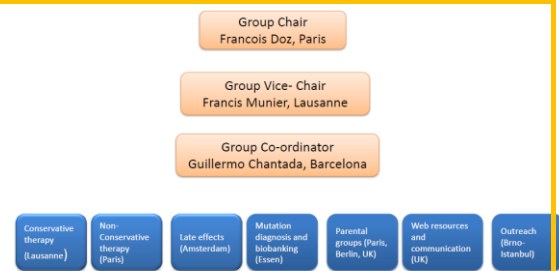 Group Chair
Francois Doz, Paris
Group Vice- Chair
Francis Munier, Lausanne
Group Co-ordinator
Guillermo Chantada, Barcelona
Conservative
therapy
(Lausanne)
Non-
Conservative
therapy
(Paris)
Late effects
(Amsterdam)
Mutation
diagnosis and
biobanking
(Essen)
Parental
groups (Paris,
Berlin, UK)
Web resources
and
communication
(UK)
Outreach
(Brno-
Istanbul)